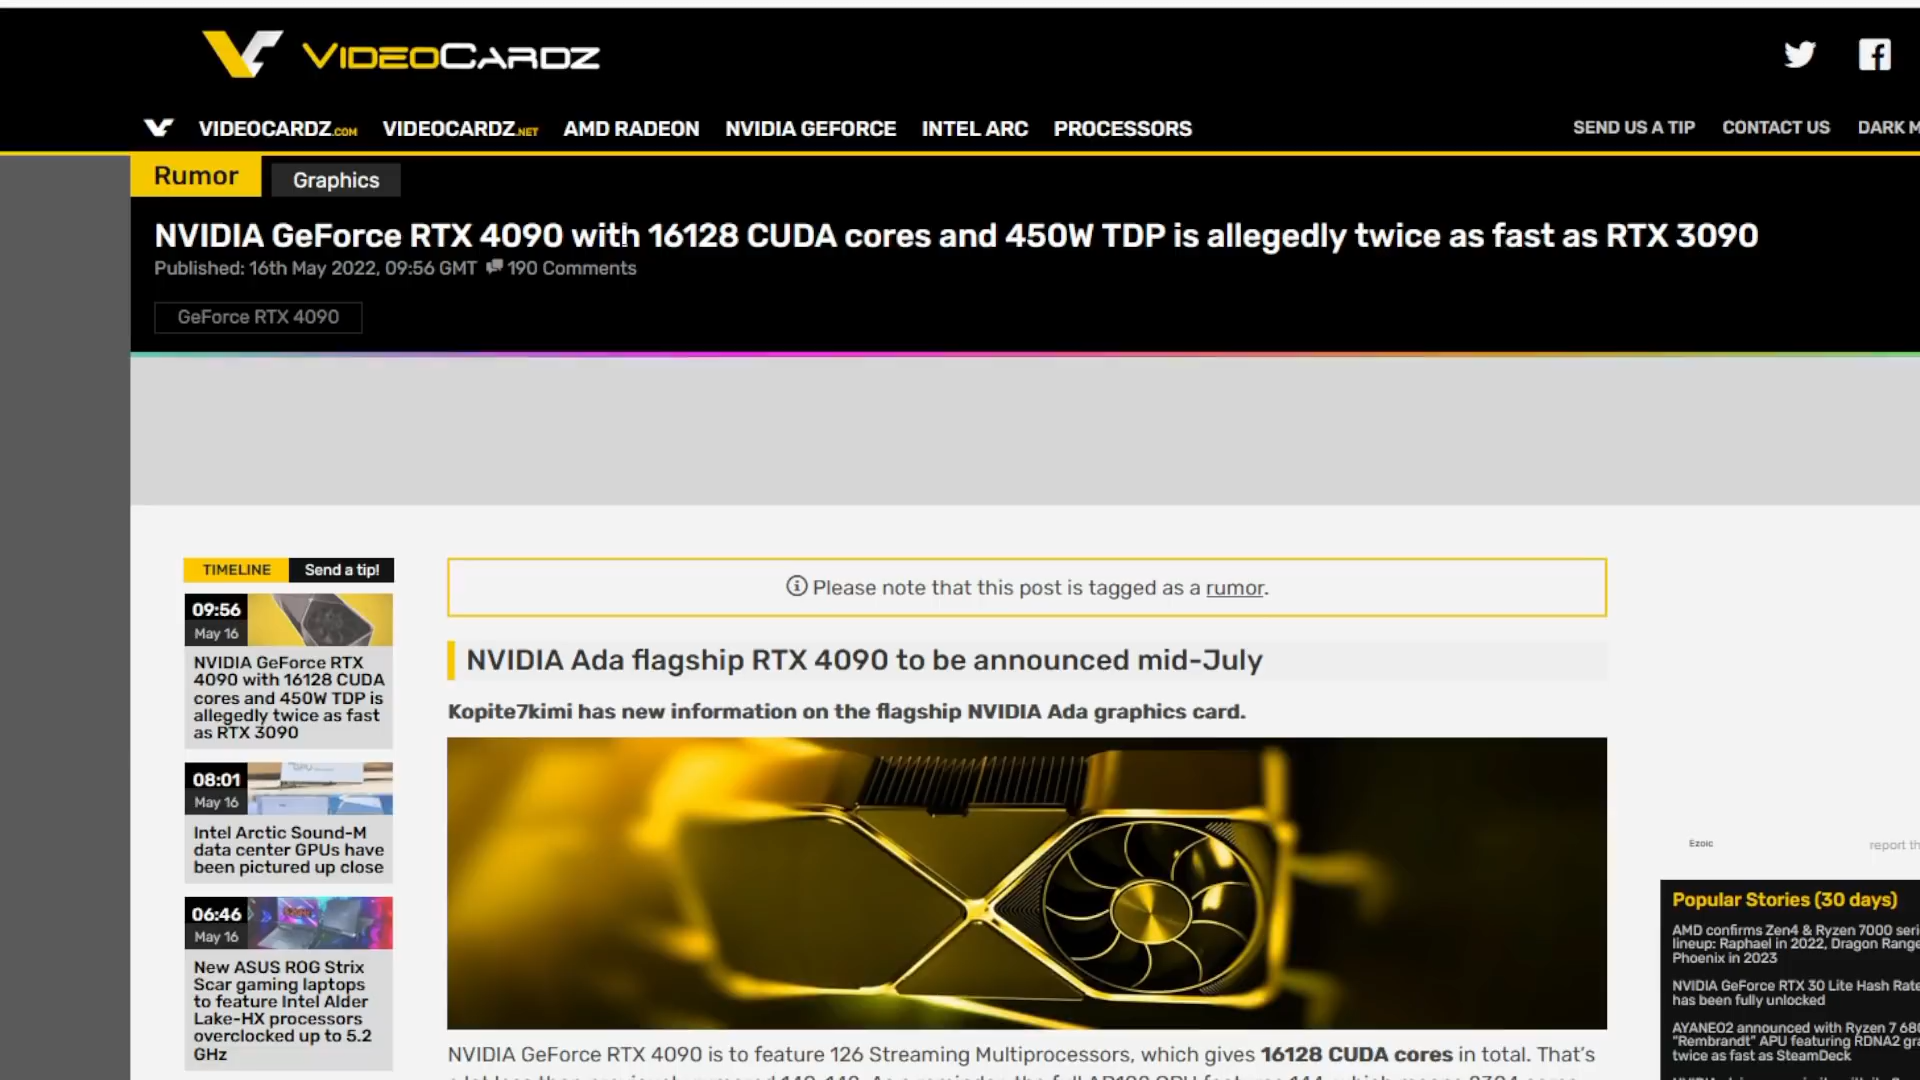 VIDEOCARDZ
VIDEOCARDZ.COM VIDEOCARDZ.NET AMD RADEON NVIDIA GEFORCE INTEL ARC PROCESSORS SEND US A TIP CONTACT US DARK M
Rumor Graphics
NVIDIA GeForce RTX 4090 with 16128 CUDA cores and 450W TDP is allegedly twice as fast as RTX 3090
Published: 16th May 2022, 09:56 GMT 190 Comments
GeForce RTX 4090
TIMELINE Send a tip!
09:56
May 16
NVIDIA GeForce RTX
4090 with 16128 CUDA
cores and 450W TDP is
allegedly twice as fast
as RTX 3090
08:01
May 16
Intel Arctic Sound-M
data center GPUs have
been pictured up close
06:46
May 16
New ASUS ROG Strix
Scar gaming laptops
to feature Intel Alder
Lake-HX processors
overclocked up to 5.2
GHz
Please note that this post is tagged as a rumor.
NVIDIA Ada flagship RTX 4090 to be announced mid-July
Kopite7kimi has new information on the flagship NVIDIA Ada graphics card.
NVIDIA GeForce RTX 4090 is to feature 126 Streaming Multiprocessors, which gives 16128 CUDA cores in total. That's
Ezoic report th
Popular Stories (30 days)
AMD confirms Zen4 & Ryzen 7000 seri
lineup: Raphael in 2022, Dragon Range
Phoenix in 2023
NVIDIA GeForce RTX 30 Lite Hash Rate
has been fully unlocked
AYANEO2 announced with Ryzen 7 680
"Rembrandt" APU featuring RDNA2 gra
twice as fast as SteamDeck